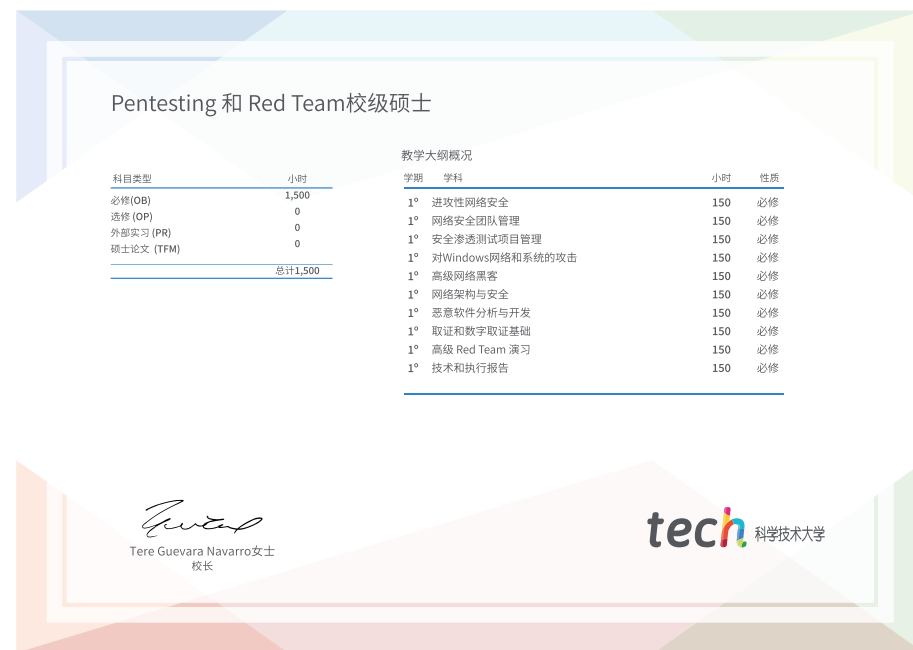 Pentesting 和 Red Team校级硕士
科目类型 小时
必修(OB) 1,500
选修 (OP) 0
外部实习 (PR) 0
硕士论文 (TFM) 0
总计1,500
教学大纲概况
学期 学科 小时 性质
1º 进攻性网络安全 150 必修
1º 网络安全团队管理 150 必修
1º 安全渗透测试项目管理 150 必修
1º 对Windows网络和系统的攻击 150 必修
1º 高级网络黑客 150 必修
1º 网络架构与安全 150 必修
1º 恶意软件分析与开发 150 必修
1º 取证和数字取证基础 150 必修
1º 高级 Red Team 演习 150 必修
1º 技术和执行报告 150 必修
Tere Guevara Navarro女士
校长
tech 科学技术大学